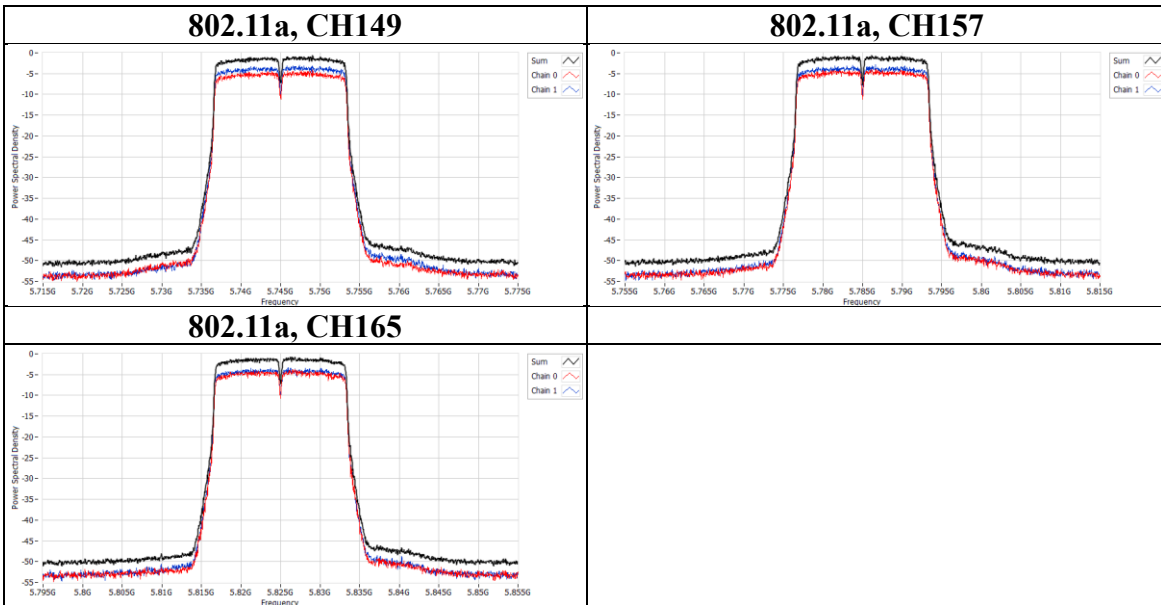 802.11a, CH149
802.11a, CH157
0
-5
-10
-15
-20
-25
-30
-35
-40
-45
-50
-55
Power Spectral Density
5.715G 5.72G 5.725G 5.73G 5.735G 5.74G 5.745G 5.75G 5.755G 5.76G 5.765G 5.77G 5.775G
Frequency
Sum
Chain 0
Chain 1
0
-5
-10
-15
-20
-25
-30
-35
-40
-45
-50
-55
Power Spectral Density
5.755G 5.76G 5.765G 5.77G 5.775G 5.78G 5.785G 5.79G 5.795G 5.8G 5.805G 5.81G 5.815G
Frequency
Sum
Chain 0
Chain 1
802.11a, CH165
0
-5
-10
-15
-20
-25
-30
-35
-40
-45
-50
-55
Power Spectral Density
5.795G 5.8G 5.805G 5.81G 5.815G 5.82G 5.825G 5.83G 5.835G 5.84G 5.845G 5.85G 5.855G
Frequency
Sum
Chain 0
Chain 1